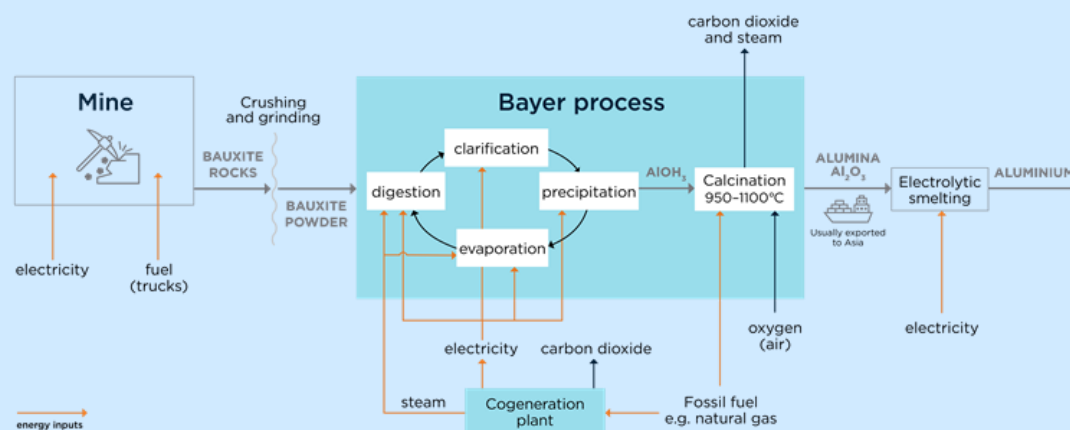 carbon dioxide
and steam
Mine
Crushing
and grinding
Bayer process
BAUXITE
ROCKS
BAUXITE
POWDER
clarification
digestion
precipitation
evaporation
AlOH₃
Calcination
950–1100°C
ALUMINA
Al₂O₃
Usually exported
to Asia
Electrolytic
smelting
ALUMINIUM
electricity
fuel
(trucks)
electricity
carbon dioxide
oxygen
(air)
electricity
steam
Cogeneration
plant
Fossil fuel
e.g. natural gas
energy inputs